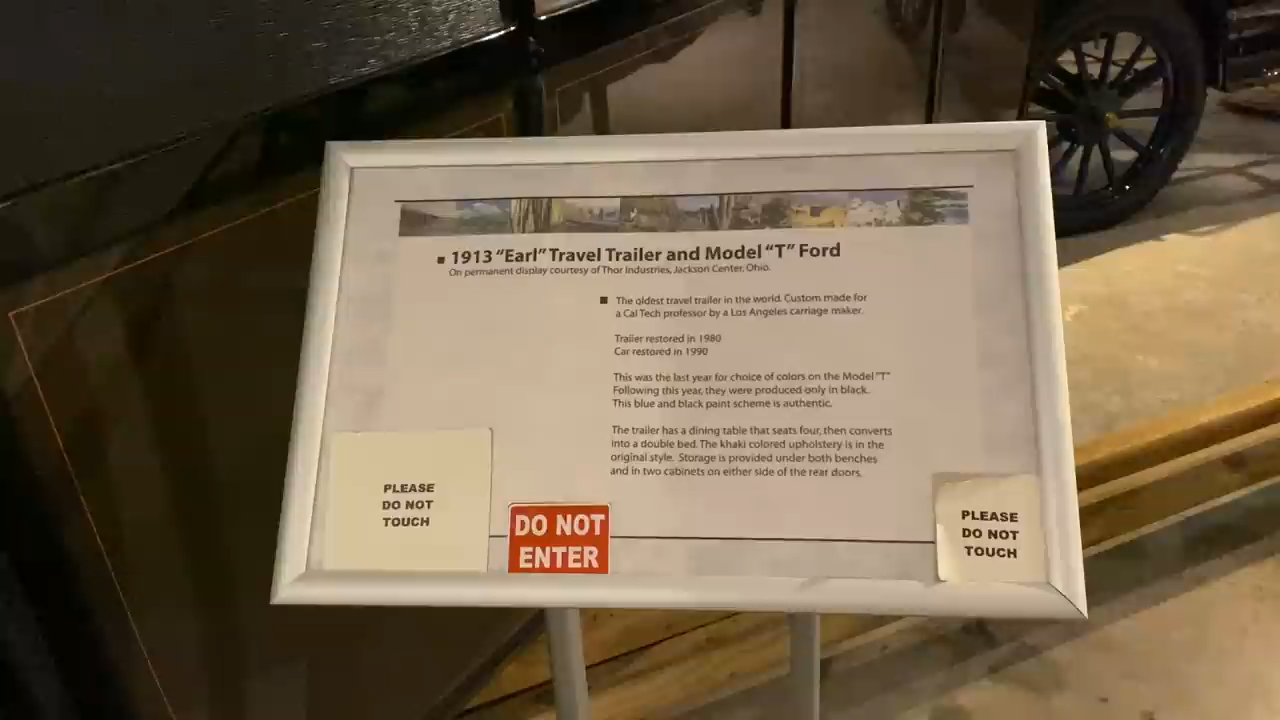 1913 "Earl" Travel Trailer and Model "T" Ford
On permanent display courtesy of Thor Industries, Jackson Center, Ohio.
The oldest travel trailer in the world. Custom made for
a Cal Tech professor by a Los Angeles carriage maker.
Trailer restored in 1980
Car restored in 1990
This was the last year for choice of colors on the Model "T"
Following this year, they were produced only in black.
This blue and black paint scheme is authentic.
The trailer has a dining table that seats four, then converts
into a double bed. The khaki colored upholstery is in the
original style. Storage is provided under both benches
and in two cabinets on either side of the rear doors.
PLEASE
DO NOT
TOUCH
DO NOT
ENTER
PLEASE
DO NOT
TOUCH